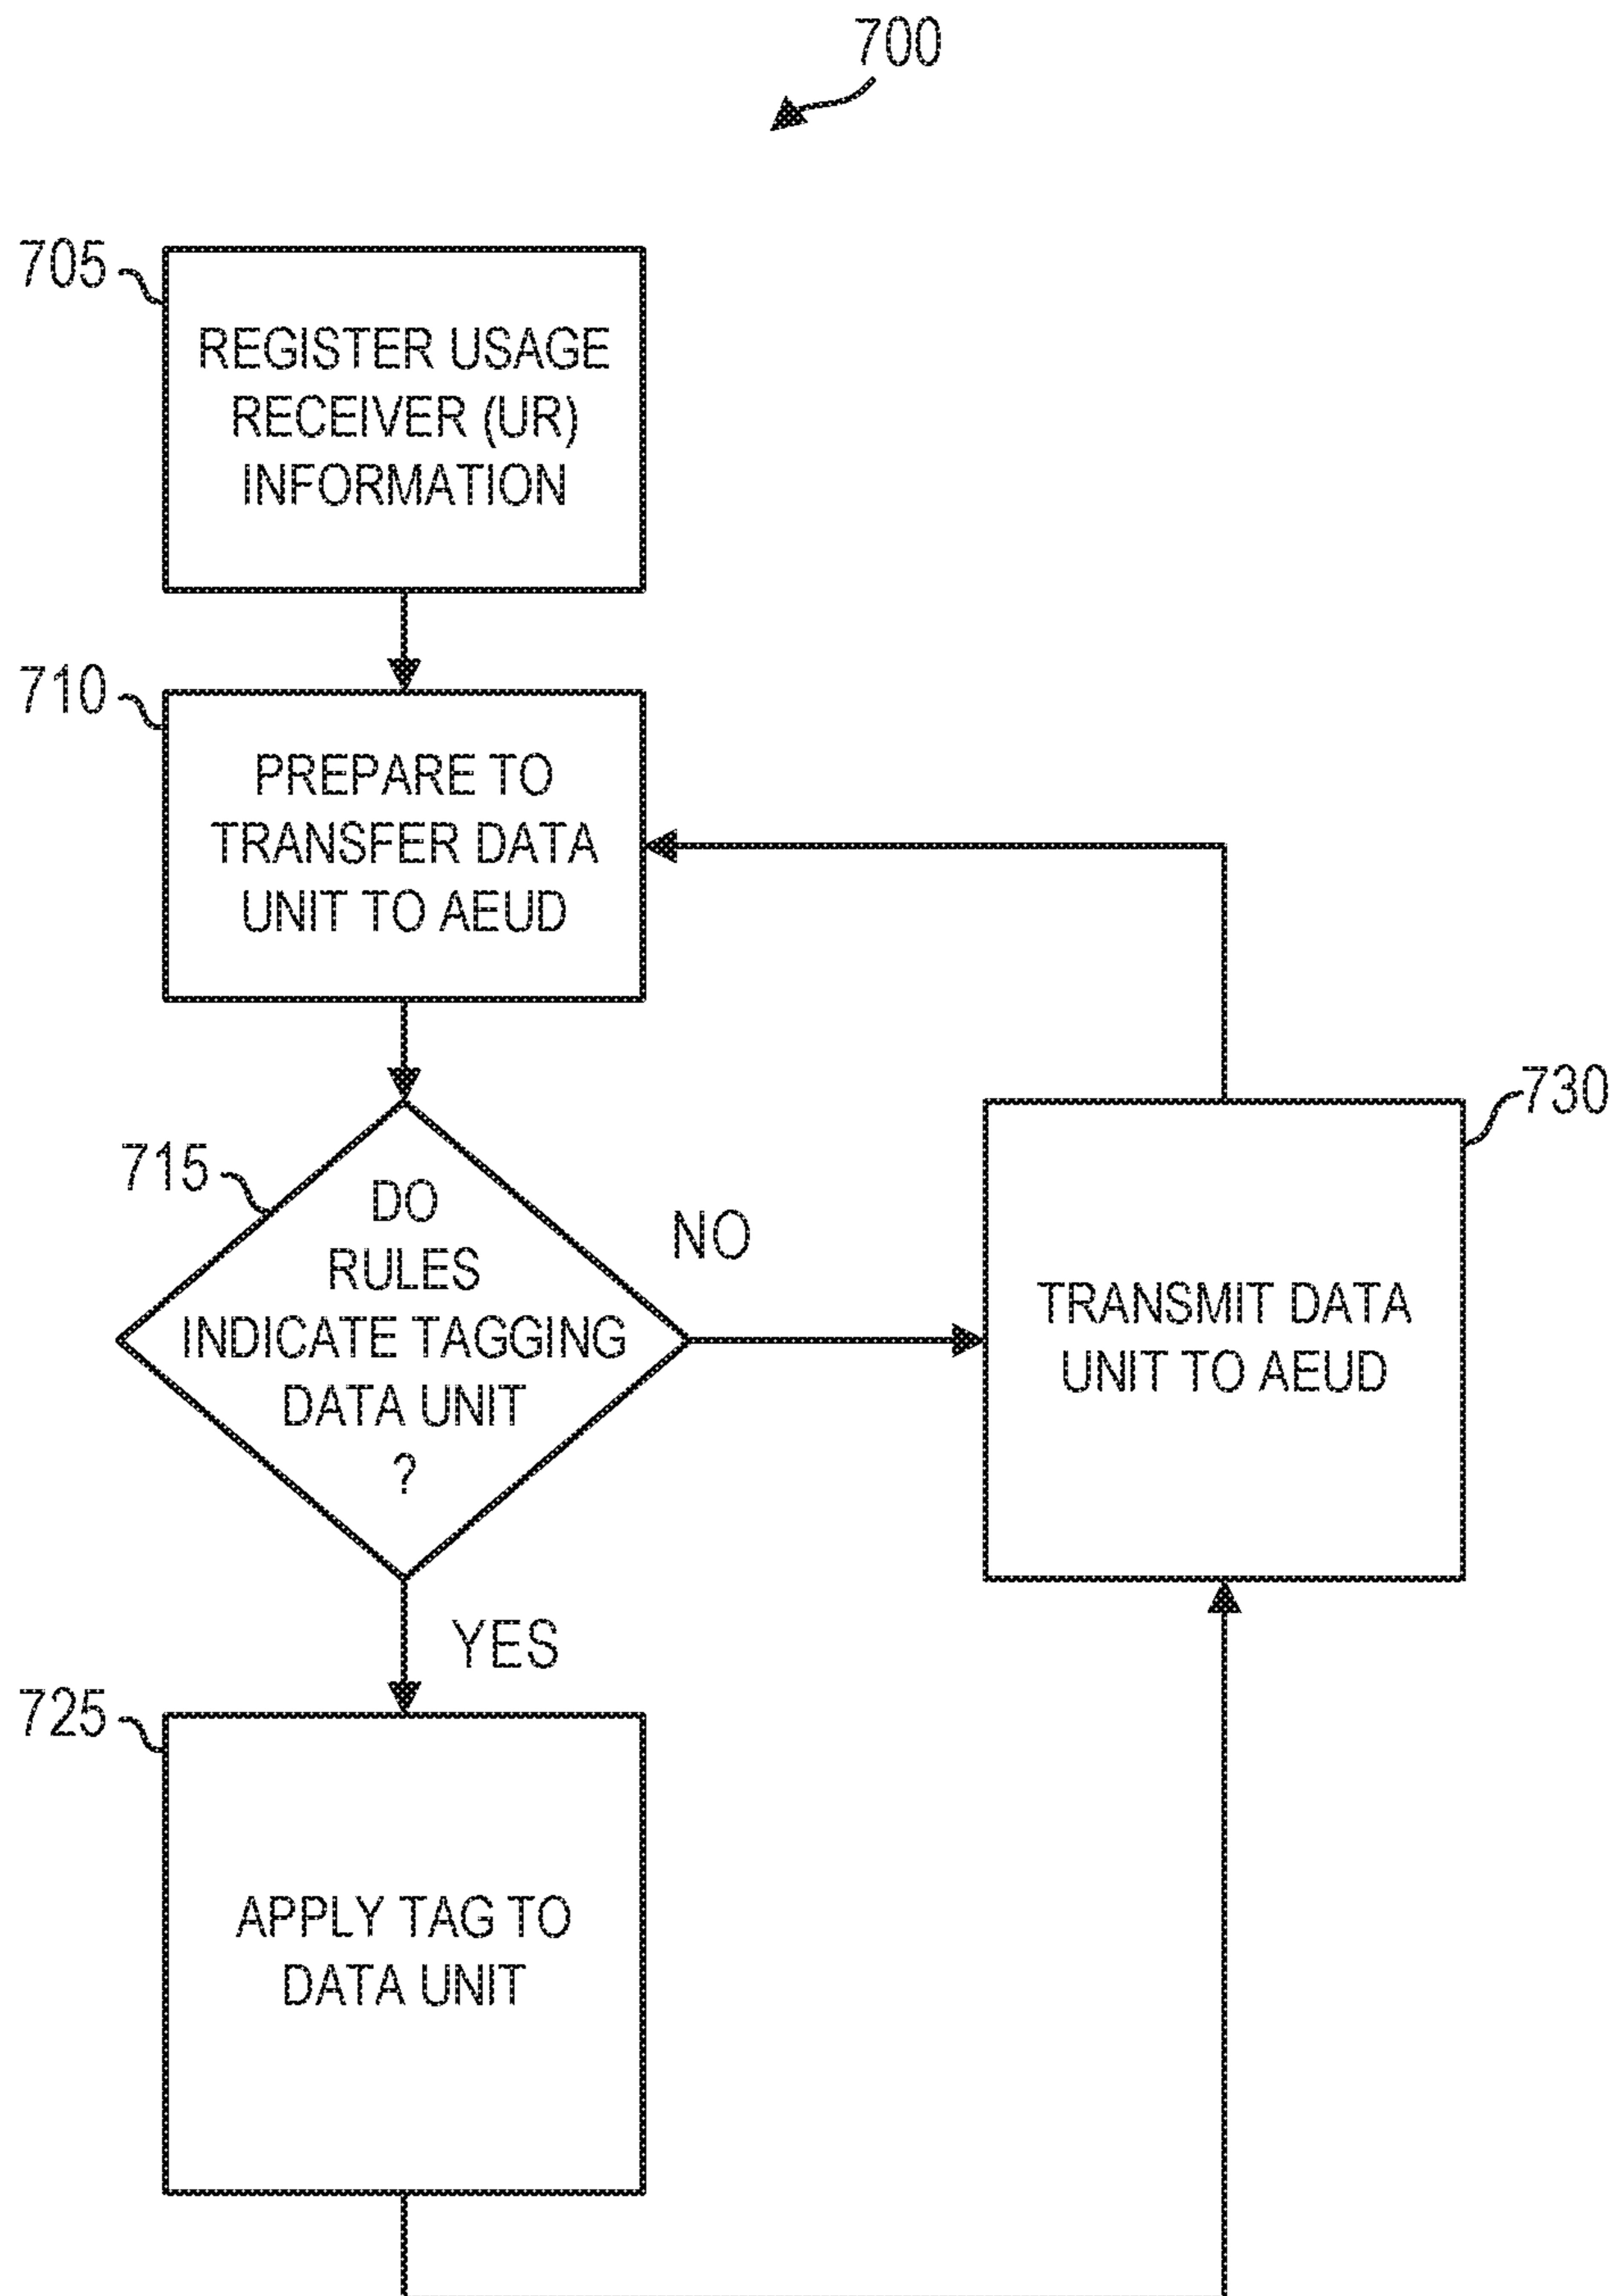 700
705
REGISTER USAGE
RECEIVER (UR)
INFORMATION
710
PREPARE TO
TRANSFER DATA
UNIT TO AEUD
715
DO
RULES
INDICATE TAGGING
DATA UNIT
?
NO
730
TRANSMIT DATA
UNIT TO AEUD
YES
725
APPLY TAG TO
DATA UNIT